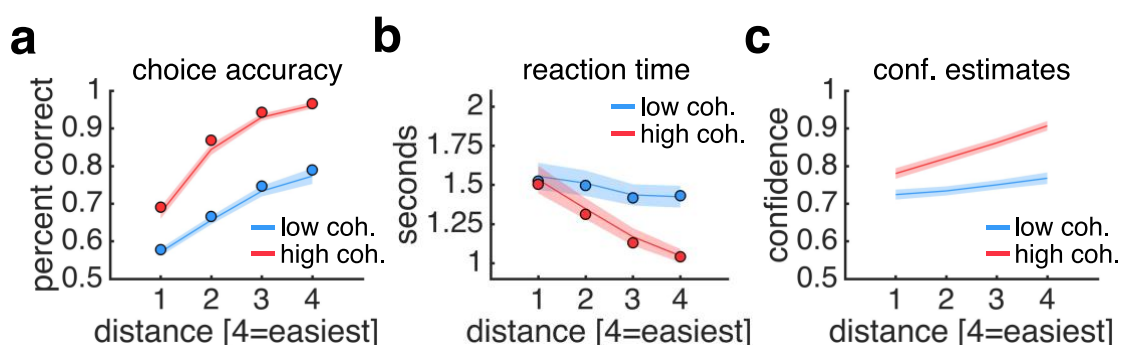 a
choice accuracy
percent correct
1
0.9
0.8
0.7
0.6
0.5
low coh.
high coh.
1 2 3 4
distance [4=easiest]
b
reaction time
seconds
2
1.75
1.5
1.25
1
low coh.
high coh.
1 2 3 4
distance [4=easiest]
c
conf. estimates
confidence
1
0.9
0.8
0.7
0.6
0.5
low coh.
high coh.
1 2 3 4
distance [4=easiest]